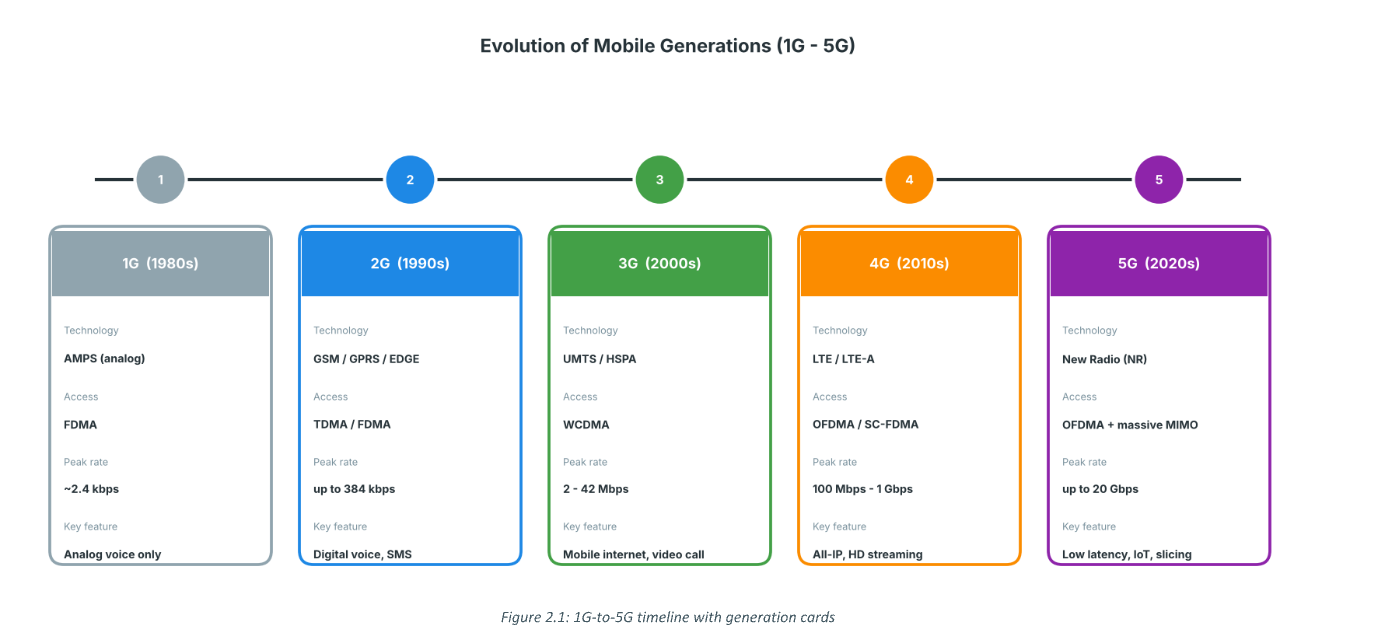 Evolution of Mobile Generations (1G - 5G)
1
2
3
4
5
1G (1980s)
Technology
AMPS (analog)
Access
FDMA
Peak rate
~2.4 kbps
Key feature
Analog voice only
2G (1990s)
Technology
GSM / GPRS / EDGE
Access
TDMA / FDMA
Peak rate
up to 384 kbps
Key feature
Digital voice, SMS
3G (2000s)
Technology
UMTS / HSPA
Access
WCDMA
Peak rate
2 - 42 Mbps
Key feature
Mobile internet, video call
4G (2010s)
Technology
LTE / LTE-A
Access
OFDMA / SC-FDMA
Peak rate
100 Mbps - 1 Gbps
Key feature
All-IP, HD streaming
5G (2020s)
Technology
New Radio (NR)
Access
OFDMA + massive MIMO
Peak rate
up to 20 Gbps
Key feature
Low latency, IoT, slicing
Figure 2.1: 1G-to-5G timeline with generation cards